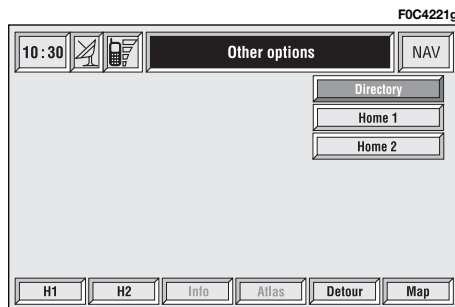 F0C4221g
10:30 Other options NAV
Directory
Home 1
Home 2
H1 H2 Info Atlas Detour Map